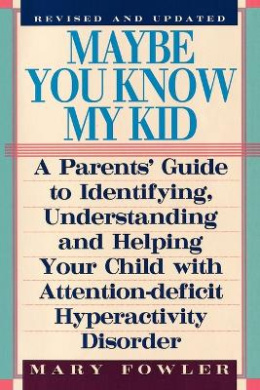 REVISED AND UPDATED
MAYBE
YOU KNOW
MY KID
A Parents' Guide
to Identifying,
Understanding
and Helping
Your Child with
Attention-deficit
Hyperactivity
Disorder
MARY FOWLER